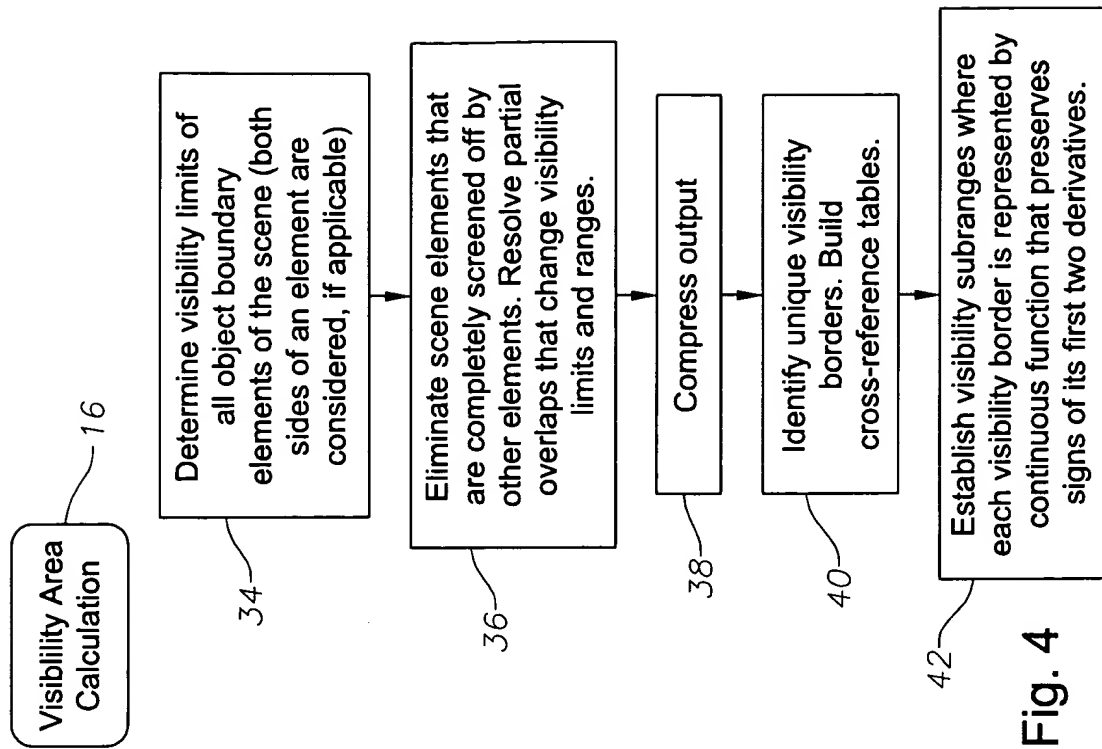 Visiblility Area
Calculation
16
Determine visibility limits of
all object boundary
elements of the scene (both
sides of an element are
considered, if applicable)
34
Eliminate scene elements that
are completely screened off by
other elements. Resolve partial
overlaps that change visibility
limits and ranges.
36
Compress output
38
Identify unique visibility
borders. Build
cross-reference tables.
40
Establish visibility subranges where
each visibility border is represented by
continuous function that preserves
signs of its first two derivatives.
42
Fig. 4